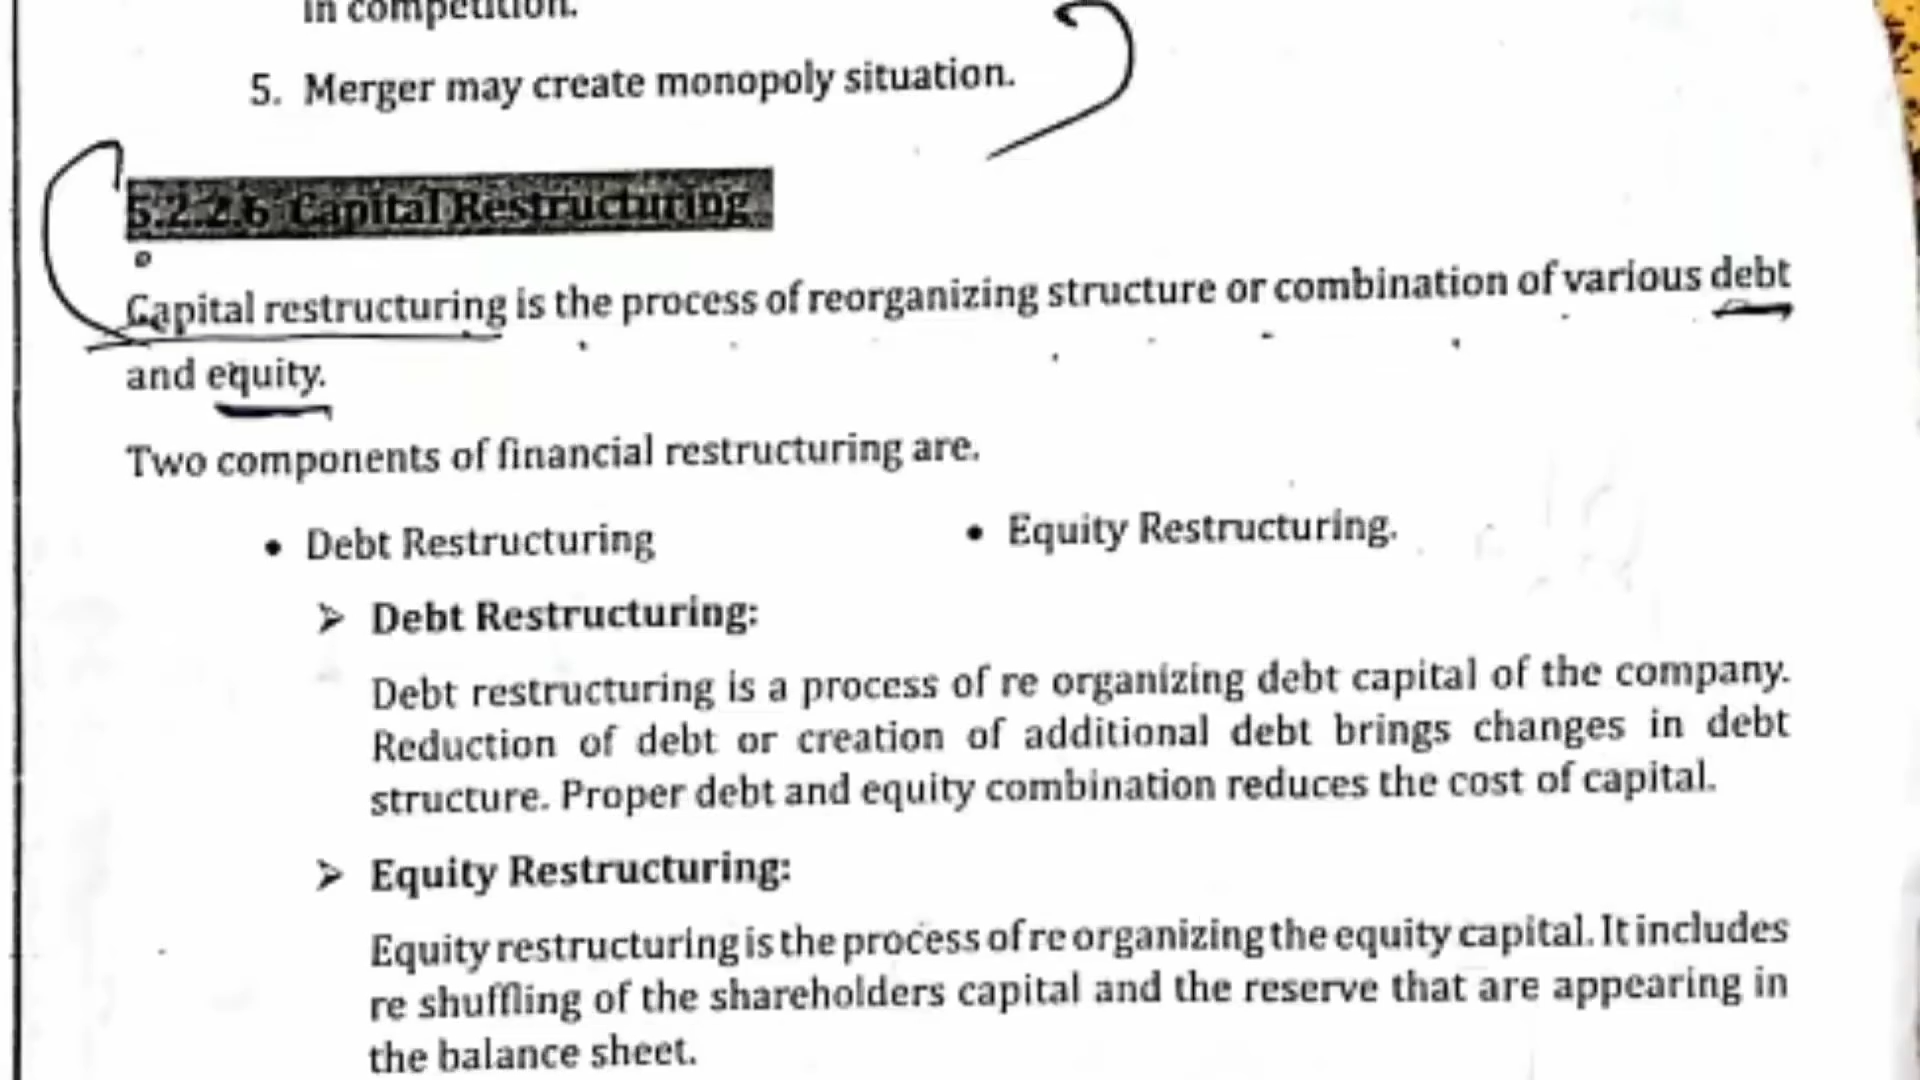 in competition.
5. Merger may create monopoly situation.
5.2.2.6 Capital Restructuring
Capital restructuring is the process of reorganizing structure or combination of various debt
and equity.
Two components of financial restructuring are.
• Debt Restructuring • Equity Restructuring.
➢ Debt Restructuring:
Debt restructuring is a process of re organizing debt capital of the company.
Reduction of debt or creation of additional debt brings changes in debt
structure. Proper debt and equity combination reduces the cost of capital.
➢ Equity Restructuring:
Equity restructuring is the process of re organizing the equity capital. It includes
re shuffling of the shareholders capital and the reserve that are appearing in
the balance sheet.